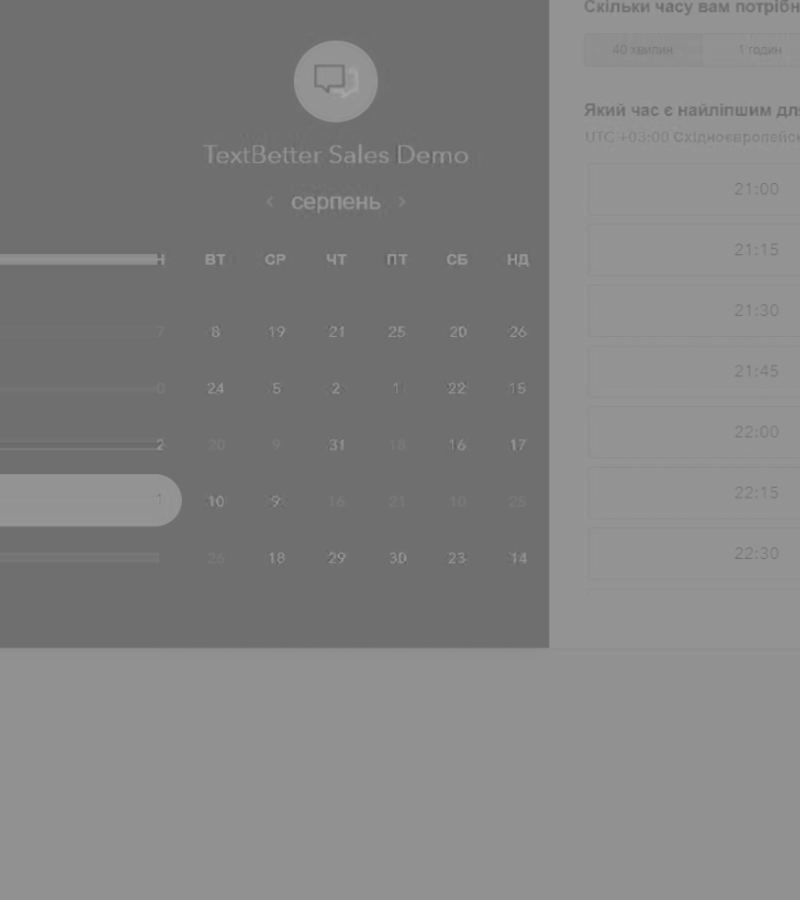 TextBetter Sales Demo
‹ серпень ›
Н ВТ СР ЧТ ПТ СБ НД
7 8 19 21 25 20 26
0 24 5 2 1 22 15
2 20 9 31 18 16 17
1 10 9 16 21 10 25
26 18 29 30 23 14
Скільки часу вам потрібн
40 хвилин 1 годин
Який час є найліпшим дл
UTC +03:00 Східноєвропейськ
21:00
21:15
21:30
21:45
22:00
22:15
22:30